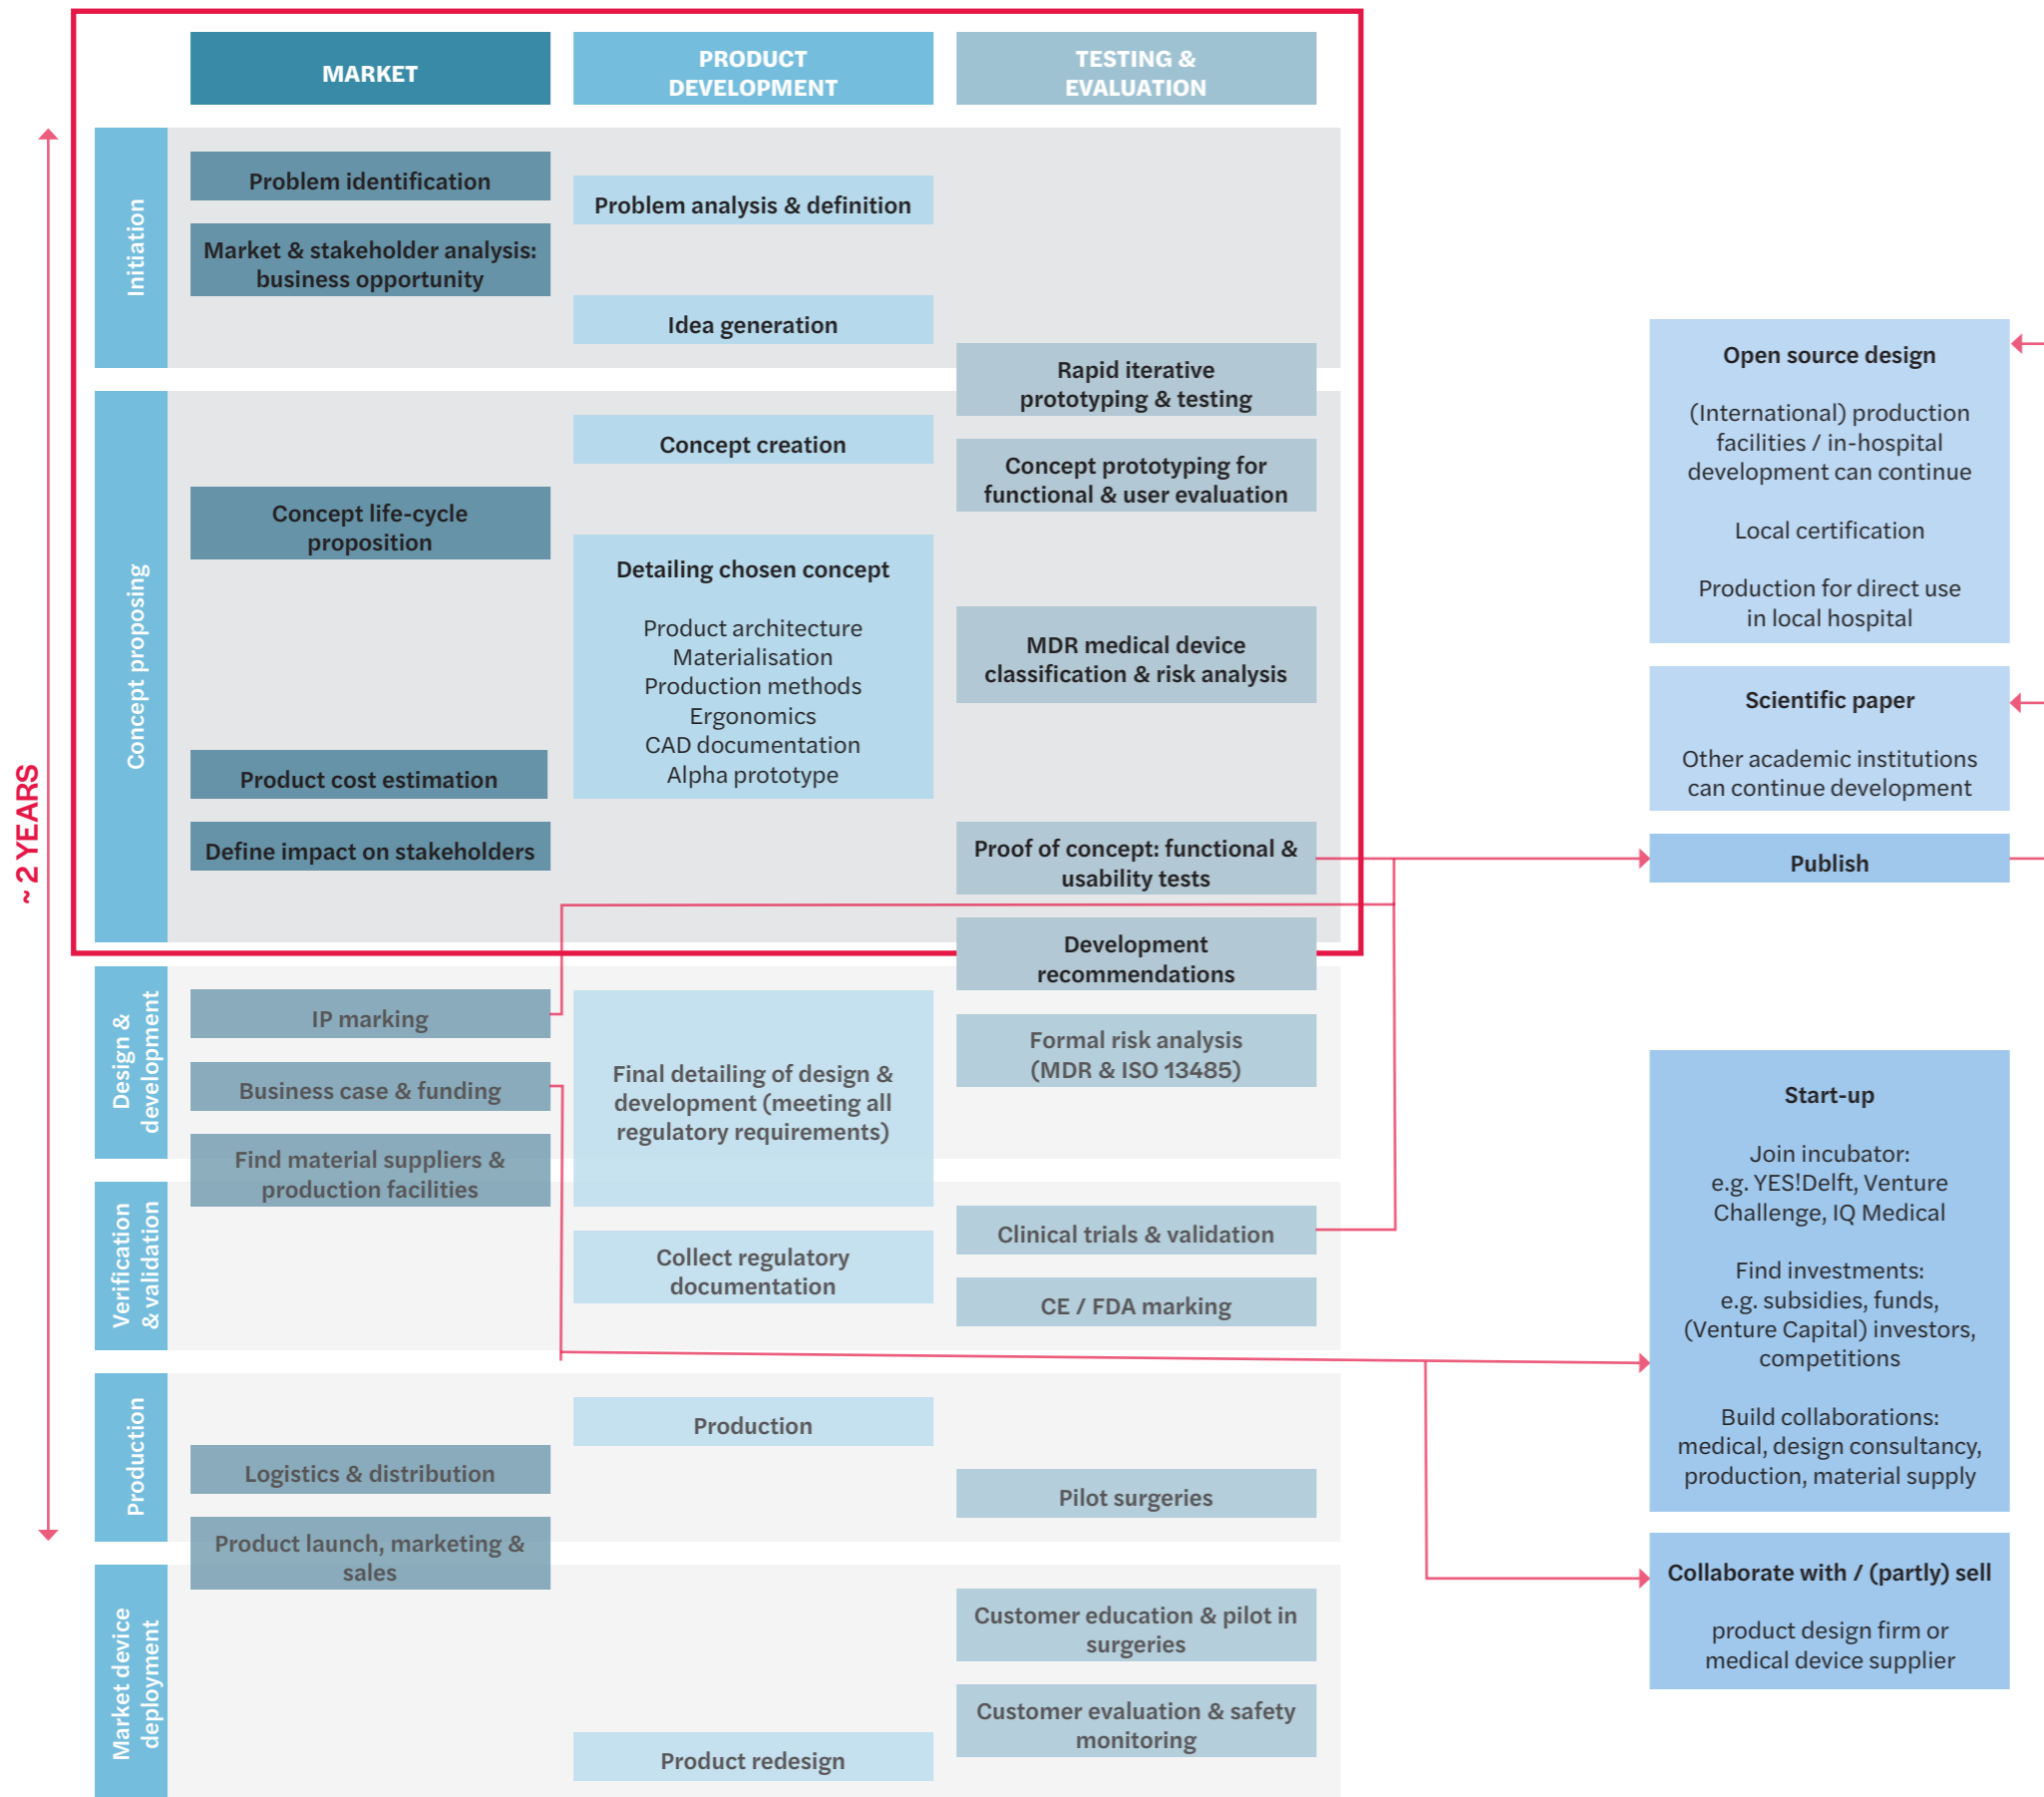 MARKET
PRODUCT
DEVELOPMENT
TESTING &
EVALUATION
~ 2 YEARS
Initiation
Problem identification
Market & stakeholder analysis:
business opportunity
Problem analysis & definition
Idea generation
Rapid iterative
prototyping & testing
Concept proposing
Concept life-cycle
proposition
Product cost estimation
Define impact on stakeholders
Concept creation
Detailing chosen concept
Product architecture
Materialisation
Production methods
Ergonomics
CAD documentation
Alpha prototype
Concept prototyping for
functional & user evaluation
MDR medical device
classification & risk analysis
Proof of concept: functional &
usability tests
Development
recommendations
Design &
development
IP marking
Business case & funding
Find material suppliers &
production facilities
Final detailing of design &
development (meeting all
regulatory requirements)
Formal risk analysis
(MDR & ISO 13485)
Verification
& validation
Collect regulatory
documentation
Clinical trials & validation
CE / FDA marking
Production
Logistics & distribution
Product launch, marketing &
sales
Production
Pilot surgeries
Market device
deployment
Product redesign
Customer education & pilot in
surgeries
Customer evaluation & safety
monitoring
Open source design
(International) production
facilities / in-hospital
development can continue
Local certification
Production for direct use
in local hospital
Scientific paper
Other academic institutions
can continue development
Publish
Start-up
Join incubator:
e.g. YES!Delft, Venture
Challenge, IQ Medical
Find investments:
e.g. subsidies, funds,
(Venture Capital) investors,
competitions
Build collaborations:
medical, design consultancy,
production, material supply
Collaborate with / (partly) sell
product design firm or
medical device supplier